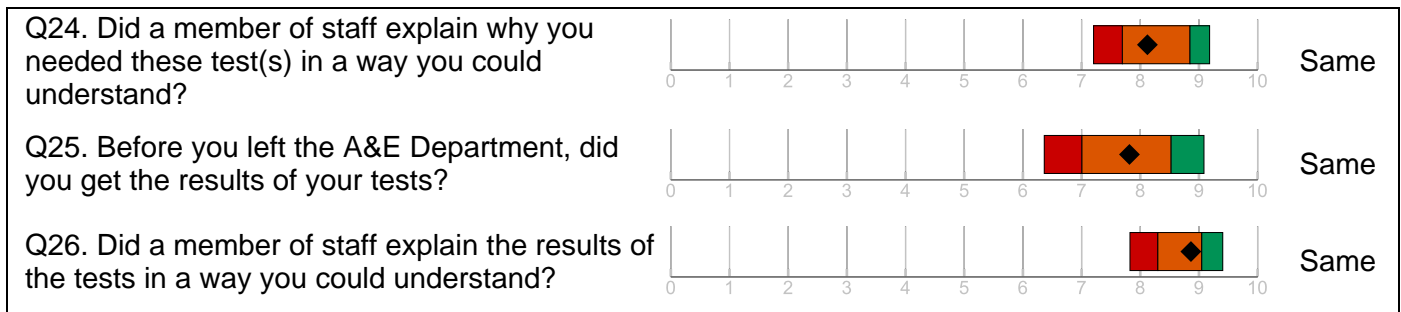 Q24. Did a member of staff explain why you
needed these test(s) in a way you could
understand?
0 1 2 3 4 5 6 7 8 9 10
Same
Q25. Before you left the A&E Department, did
you get the results of your tests?
0 1 2 3 4 5 6 7 8 9 10
Same
Q26. Did a member of staff explain the results of
the tests in a way you could understand?
0 1 2 3 4 5 6 7 8 9 10
Same